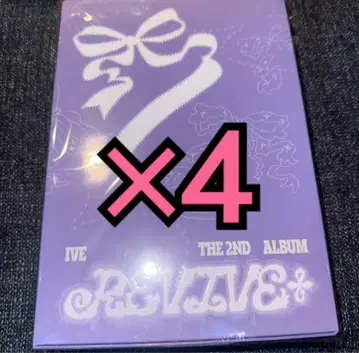 ×4
IVE THE 2ND ALBUM
REVIVE+